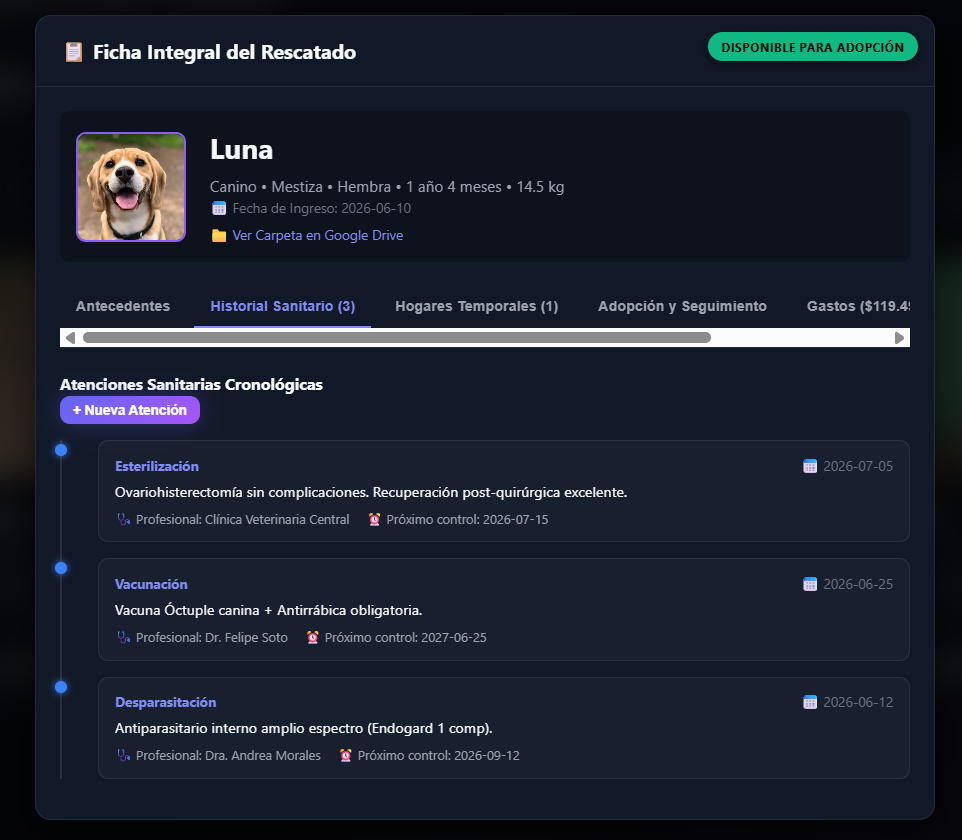 Ficha Integral del Rescatado
DISPONIBLE PARA ADOPCIÓN
Luna
Canino • Mestiza • Hembra • 1 año 4 meses • 14.5 kg
Fecha de Ingreso: 2026-06-10
Ver Carpeta en Google Drive
Antecedentes Historial Sanitario (3) Hogares Temporales (1) Adopción y Seguimiento Gastos ($119.49
Atenciones Sanitarias Cronológicas
+ Nueva Atención
Esterilización 2026-07-05
Ovariohisterectomía sin complicaciones. Recuperación post-quirúrgica excelente.
Profesional: Clínica Veterinaria Central Próximo control: 2026-07-15
Vacunación 2026-06-25
Vacuna Óctuple canina + Antirrábica obligatoria.
Profesional: Dr. Felipe Soto Próximo control: 2027-06-25
Desparasitación 2026-06-12
Antiparasitario interno amplio espectro (Endogard 1 comp).
Profesional: Dra. Andrea Morales Próximo control: 2026-09-12